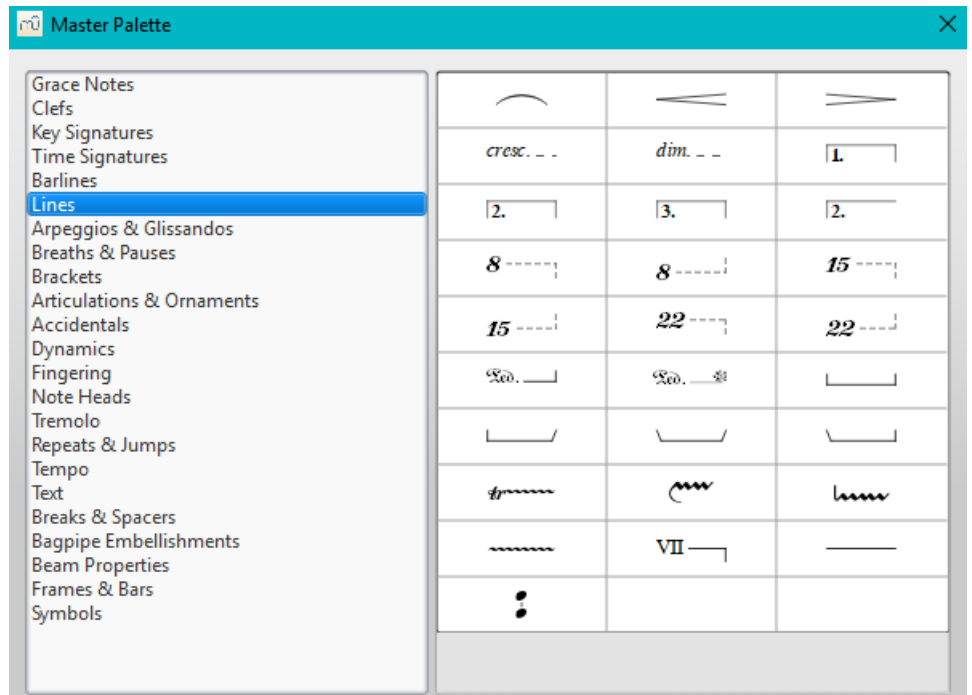 Master Palette
Grace Notes
Clefs
Key Signatures
Time Signatures
Barlines
Lines
Arpeggios & Glissandos
Breaths & Pauses
Brackets
Articulations & Ornaments
Accidentals
Dynamics
Fingering
Note Heads
Tremolo
Repeats & Jumps
Tempo
Text
Breaks & Spacers
Bagpipe Embellishments
Beam Properties
Frames & Bars
Symbols
cresc. _ _ dim. _ _ 1.
2. 3. 2.
8 8 15
15 22 22
Ped. Ped.
tr
VII